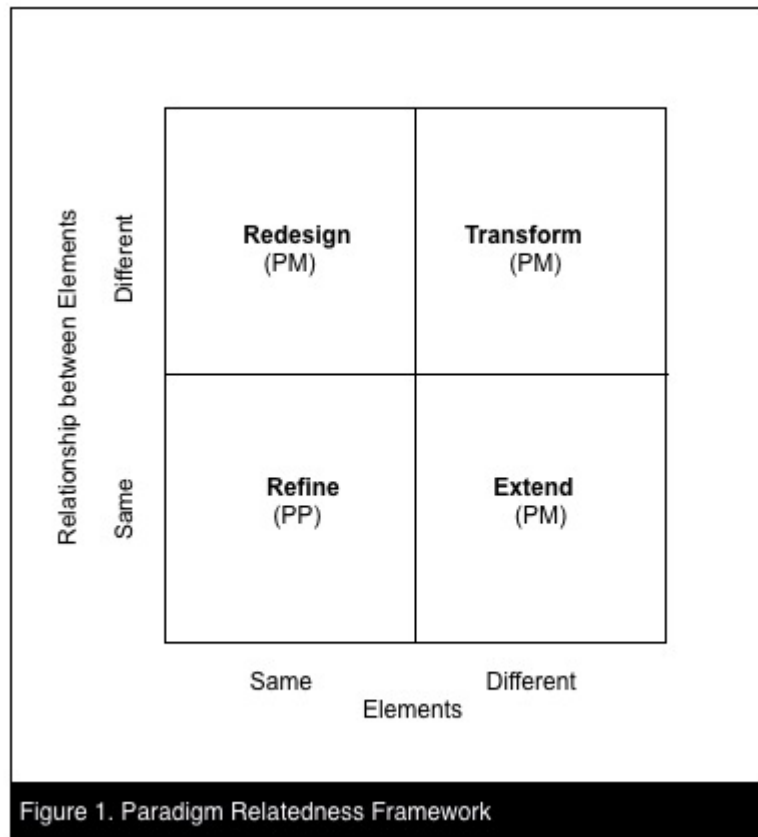 Relationship between Elements
Different
Same
Redesign
(PM)
Transform
(PM)
Refine
(PP)
Extend
(PM)
Same
Different
Elements
Figure 1. Paradigm Relatedness Framework